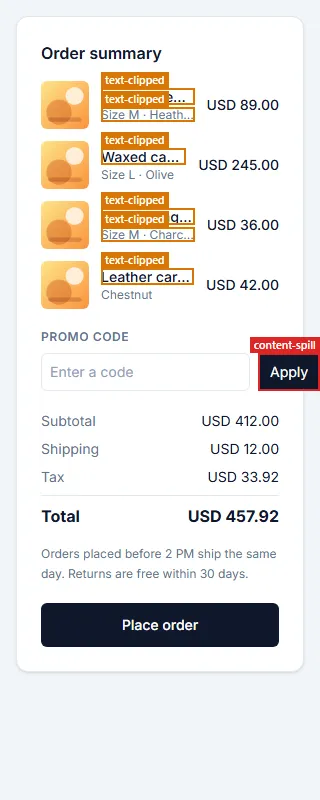 Order summary
text-clipped
text-clipped
e...
Size M · Heath...
USD 89.00
text-clipped
Waxed ca...
Size L · Olive
USD 245.00
text-clipped
text-clipped
g...
Size M · Charc...
USD 36.00
text-clipped
Leather car...
Chestnut
USD 42.00
PROMO CODE
content-spill
Enter a code
Apply
Subtotal USD 412.00
Shipping USD 12.00
Tax USD 33.92
Total USD 457.92
Orders placed before 2 PM ship the same
day. Returns are free within 30 days.
Place order